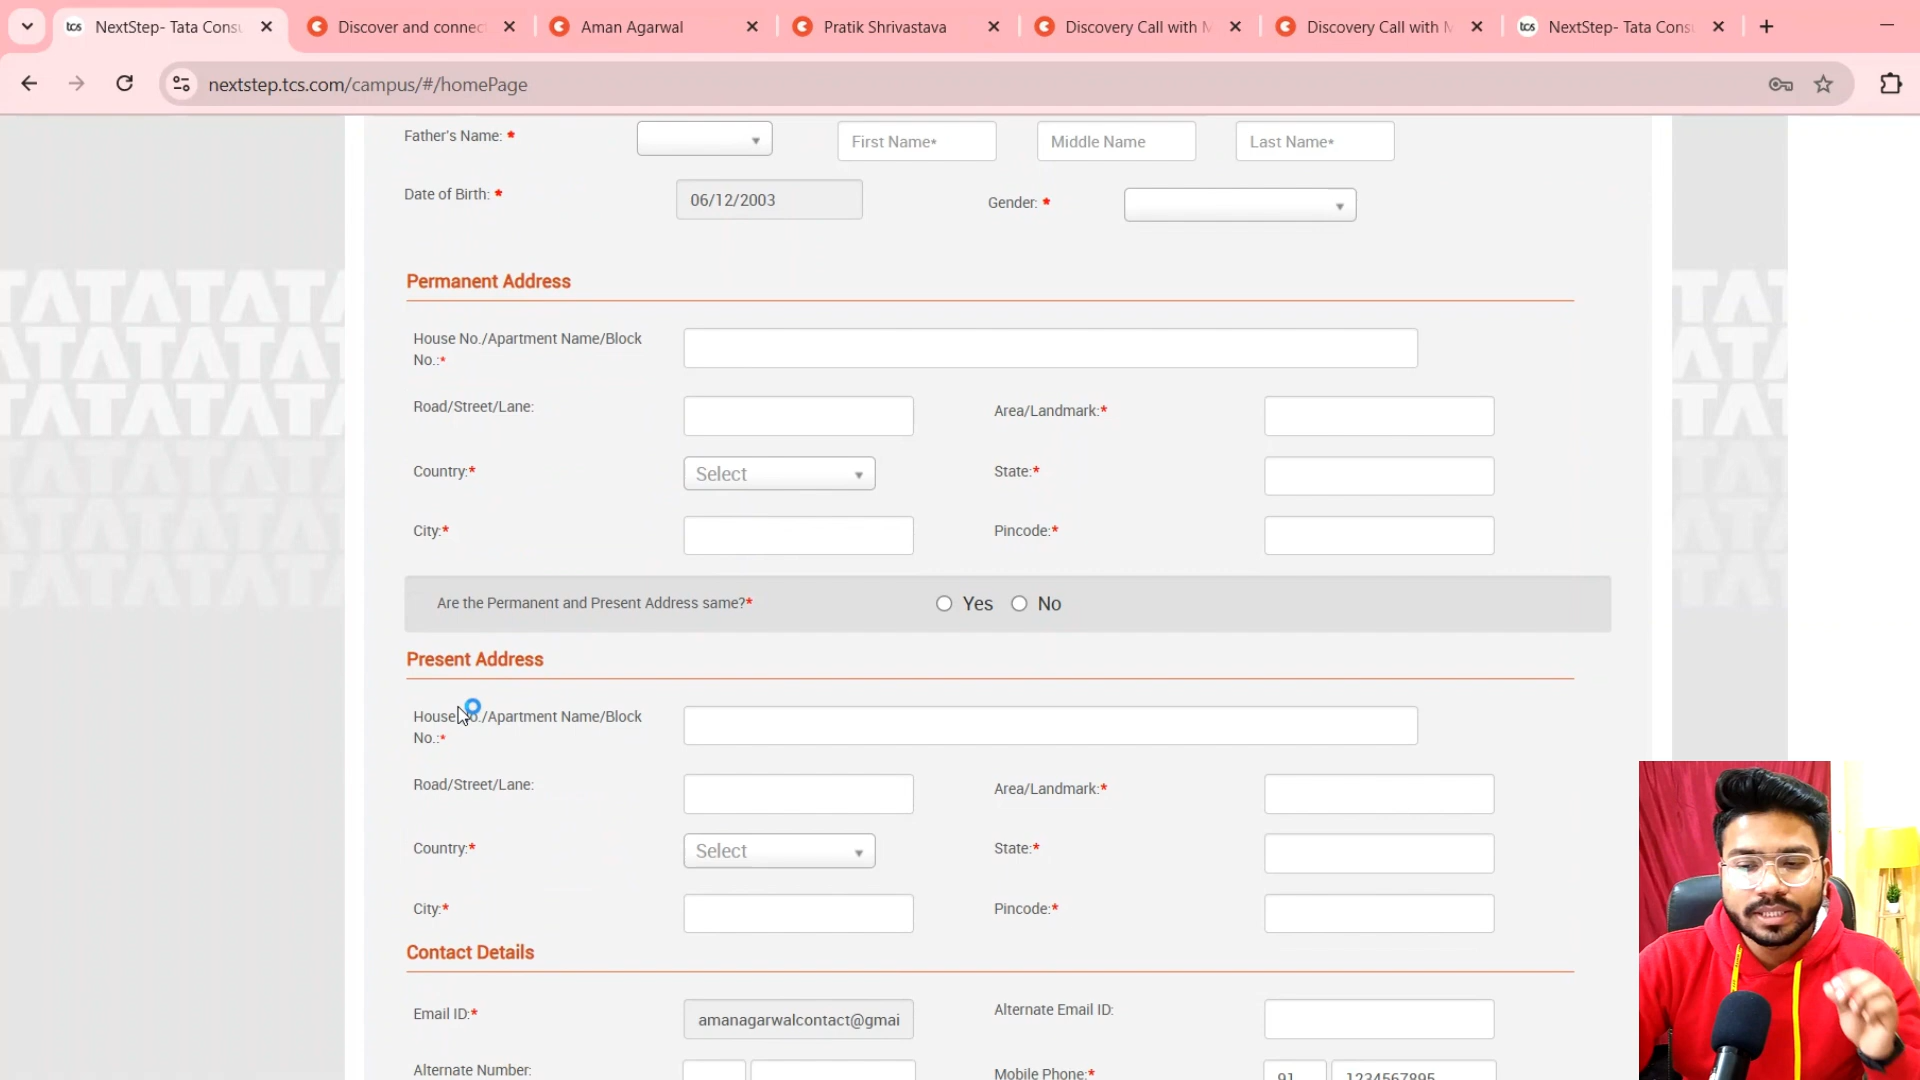 tcs NextStep- Tata Consu
Discover and connec
Aman Agarwal
Pratik Shrivastava
Discovery Call with M
Discovery Call with M
tcs NextStep- Tata Cons
nextstep.tcs.com/campus/#/homePage
Father's Name: * First Name* Middle Name Last Name*
Date of Birth: * 06/12/2003 Gender: *
Permanent Address
House No./Apartment Name/Block
No.:*
Road/Street/Lane: Area/Landmark:*
Country:* Select State:*
City:* Pincode:*
Are the Permanent and Present Address same?* Yes No
Present Address
House No./Apartment Name/Block
No.:*
Road/Street/Lane: Area/Landmark:*
Country:* Select State:*
City:* Pincode:*
Contact Details
Email ID:* amanagarwalcontact@gmai Alternate Email ID:
Alternate Number: Mobile Phone:* 91 1234567895